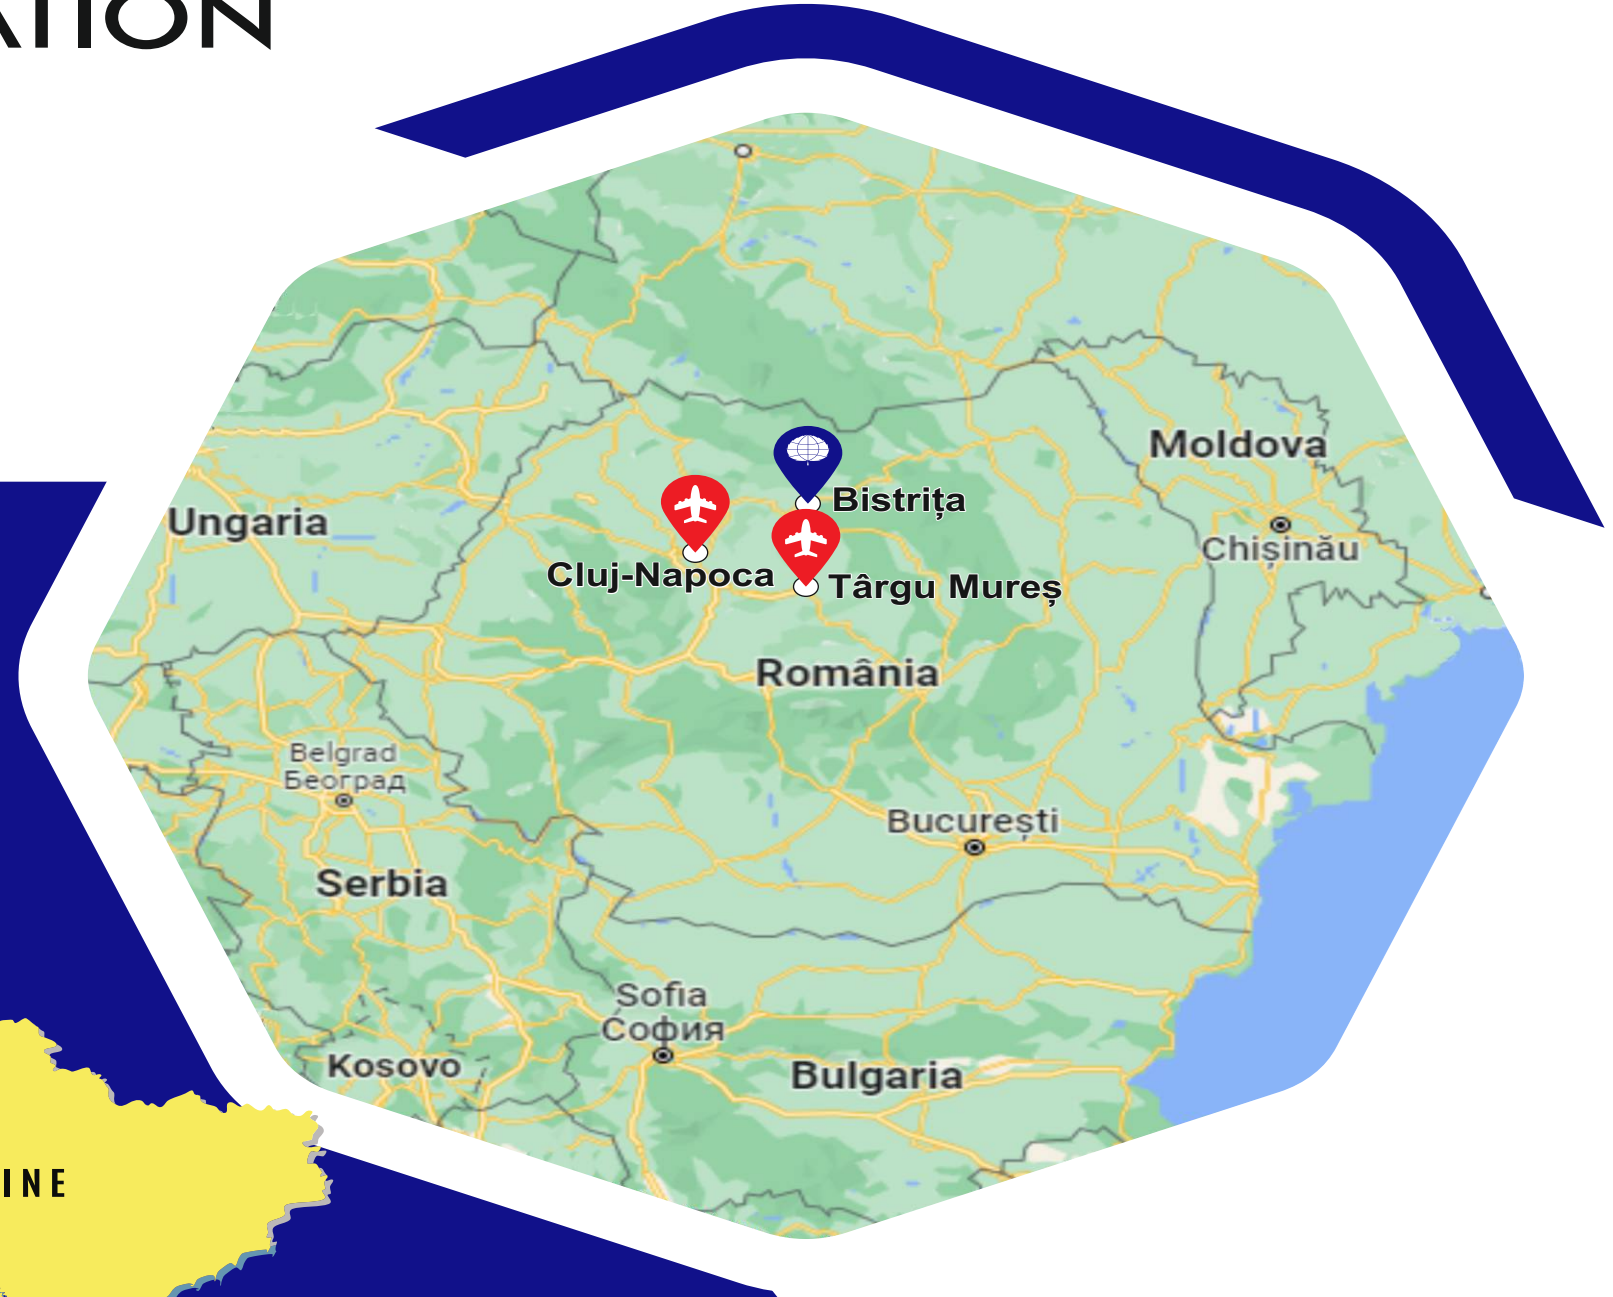 ATION
Bistrița
Moldova
Ungaria
Chișinău
Cluj-Napoca
Târgu Mureș
România
Belgrad
Београд
București
Serbia
Sofia
София
Kosovo
Bulgaria
INE